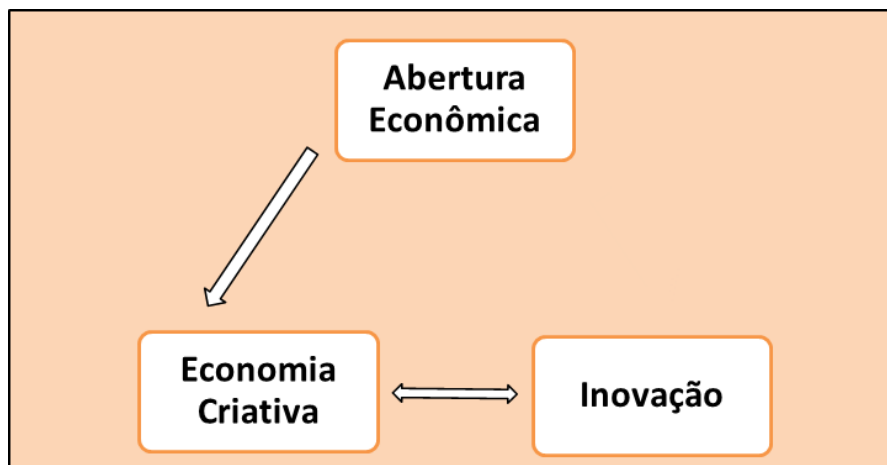 Abertura
Econômica
Economia
Criativa
Inovação